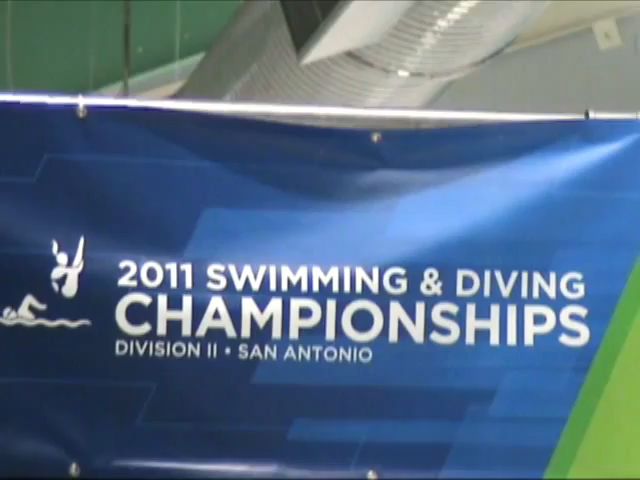 2011 SWIMMING & DIVING
CHAMPIONSHIPS
DIVISION II • SAN ANTONIO